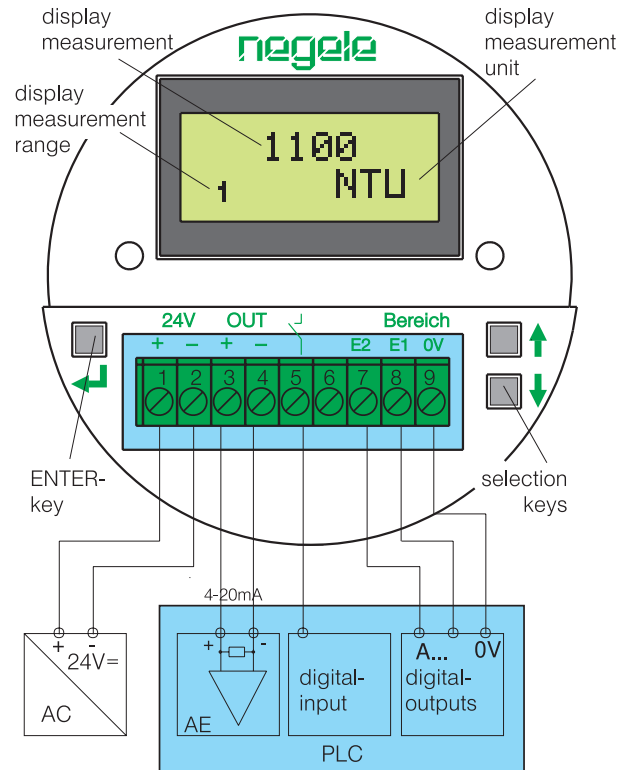 display
measurement
negele
display
measurement
unit
display
measurement
range
1100
1 NTU
24V OUT Bereich
+ – + – E2 E1 0V
1 2 3 4 5 6 7 8 9
ENTER-
key
selection
keys
4-20mA
+ -
24V=
AC
+ -
AE
digital-
input
A... 0V
digital-
outputs
PLC